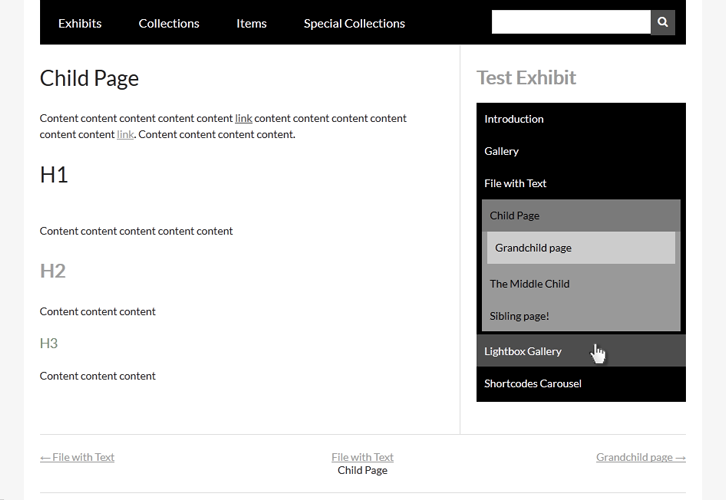 Exhibits Collections Items Special Collections
Child Page
Content content content content content link content content content content
content content link. Content content content content.
H1
Content content content content content
H2
Content content content
H3
Content content content
Test Exhibit
Introduction
Gallery
File with Text
Child Page
Grandchild page
The Middle Child
Sibling page!
Lightbox Gallery
Shortcodes Carousel
← File with Text File with Text Grandchild page →
Child Page